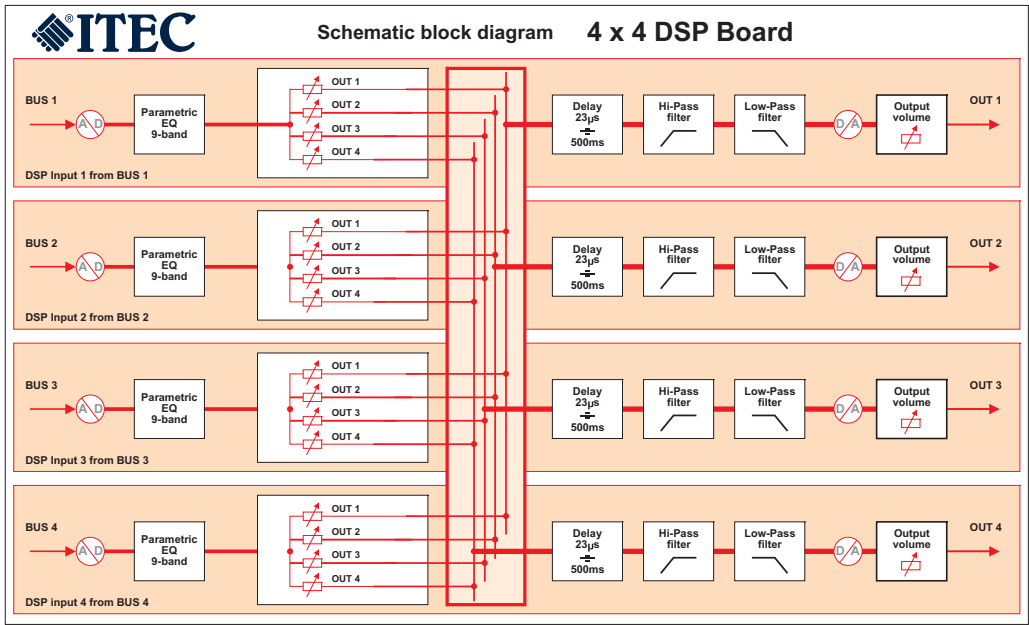 ®ITEC
Schematic block diagram 4 x 4 DSP Board
BUS 1
A D
Parametric
EQ
9-band
OUT 1
OUT 2
OUT 3
OUT 4
Delay
23µs
÷
500ms
Hi-Pass
filter
Low-Pass
filter
D/A
Output
volume
OUT 1
DSP Input 1 from BUS 1
BUS 2
A D
Parametric
EQ
9-band
OUT 1
OUT 2
OUT 3
OUT 4
Delay
23µs
÷
500ms
Hi-Pass
filter
Low-Pass
filter
D/A
Output
volume
OUT 2
DSP Input 2 from BUS 2
BUS 3
A D
Parametric
EQ
9-band
OUT 1
OUT 2
OUT 3
OUT 4
Delay
23µs
÷
500ms
Hi-Pass
filter
Low-Pass
filter
D/A
Output
volume
OUT 3
DSP Input 3 from BUS 3
BUS 4
A D
Parametric
EQ
9-band
OUT 1
OUT 2
OUT 3
OUT 4
Delay
23µs
÷
500ms
Hi-Pass
filter
Low-Pass
filter
D/A
Output
volume
OUT 4
DSP input 4 from BUS 4